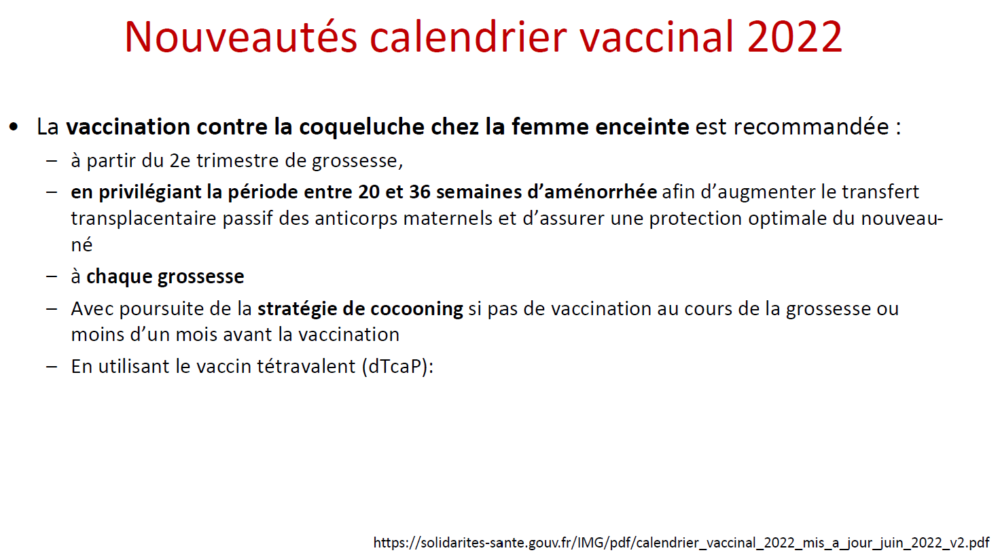 Nouveautés calendrier vaccinal 2022
• La vaccination contre la coqueluche chez la femme enceinte est recommandée :
– à partir du 2e trimestre de grossesse,
– en privilégiant la période entre 20 et 36 semaines d’aménorrhée afin d’augmenter le transfert
transplacentaire passif des anticorps maternels et d’assurer une protection optimale du nouveau-
né
– à chaque grossesse
– Avec poursuite de la stratégie de cocooning si pas de vaccination au cours de la grossesse ou
moins d’un mois avant la vaccination
– En utilisant le vaccin tétravalent (dTcaP):
https://solidarites-sante.gouv.fr/IMG/pdf/calendrier_vaccinal_2022_mis_a_jour_juin_2022_v2.pdf